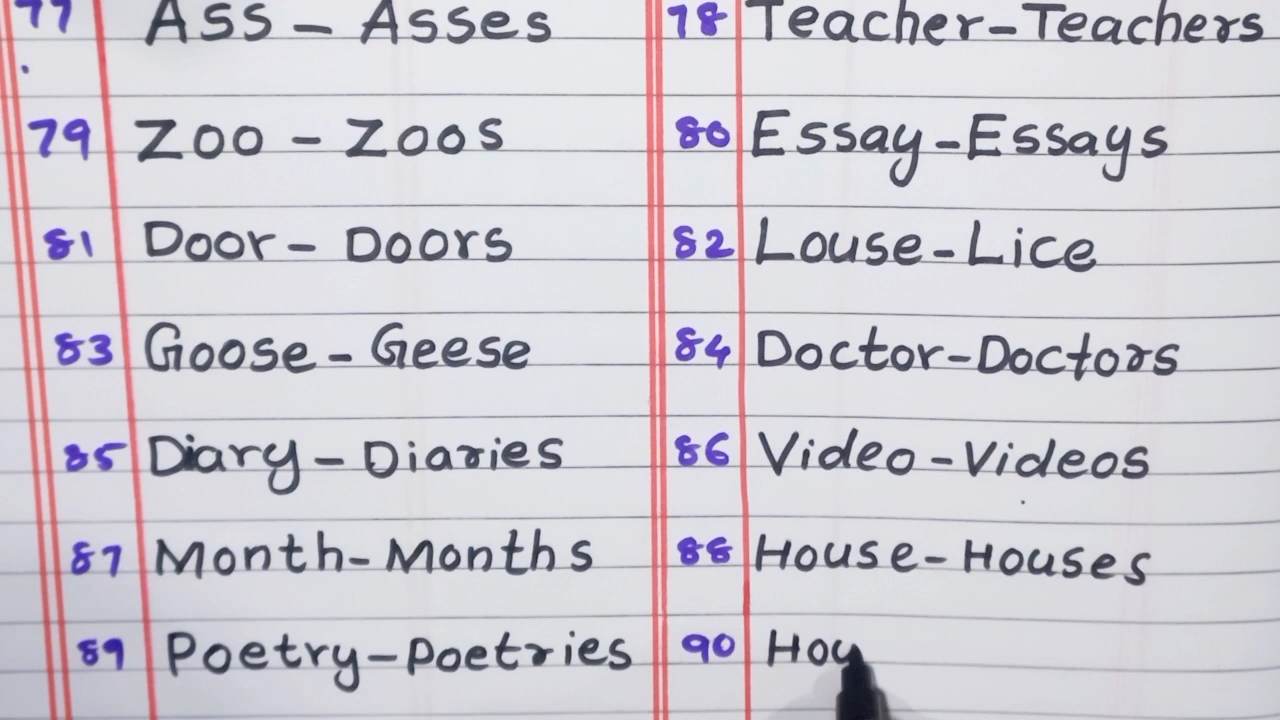 77 Ass - Asses 78 Teacher-Teachers
79 Zoo - Zoos 80 Essay-Essays
81 Door - Doors 82 Louse-Lice
83 Goose - Geese 84 Doctor-Doctors
85 Diary - Diaries 86 Video -Videos
87 Month- Months 88 House- Houses
89 Poetry-Poetries 90 Hou